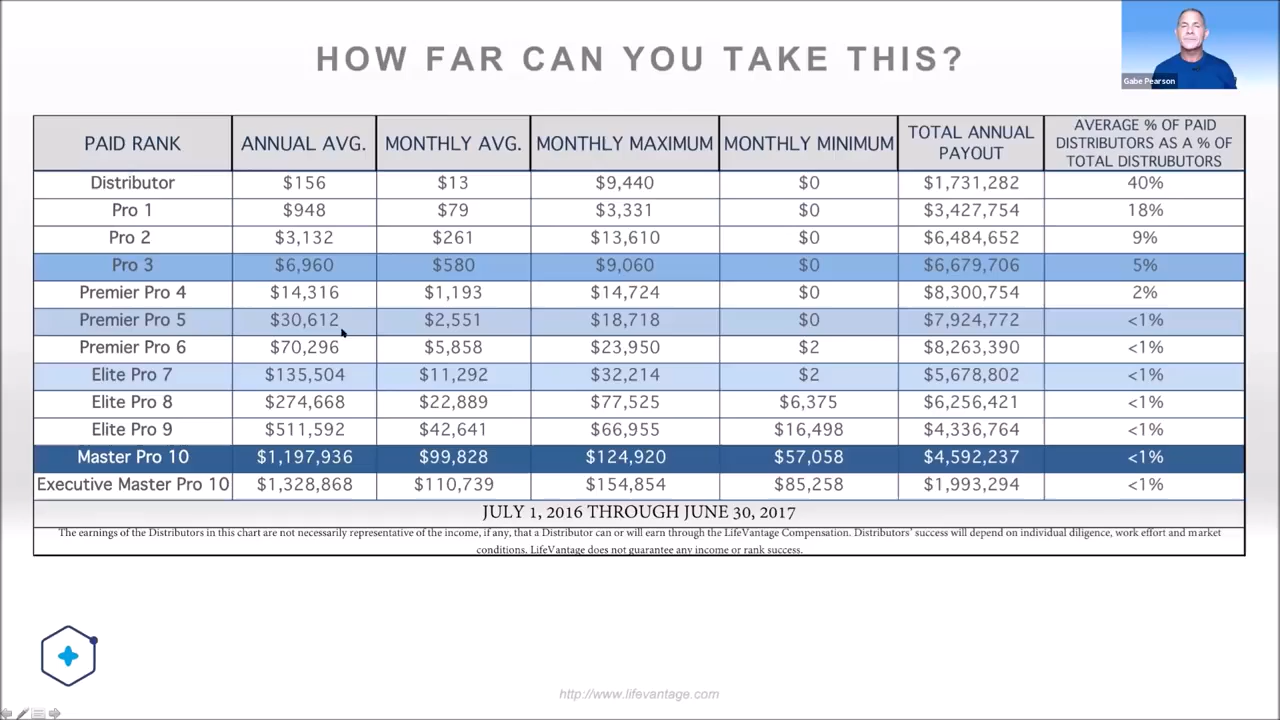 HOW FAR CAN YOU TAKE THIS?
Gabe Pearson
PAID RANK ANNUAL AVG. MONTHLY AVG. MONTHLY MAXIMUM MONTHLY MINIMUM TOTAL ANNUAL PAYOUT AVERAGE % OF PAID DISTRIBUTORS AS A % OF TOTAL DISTRUBUTORS
Distributor $156 $13 $9,440 $0 $1,731,282 40%
Pro 1 $948 $79 $3,331 $0 $3,427,754 18%
Pro 2 $3,132 $261 $13,610 $0 $6,484,652 9%
Pro 3 $6,960 $580 $9,060 $0 $6,679,706 5%
Premier Pro 4 $14,316 $1,193 $14,724 $0 $8,300,754 2%
Premier Pro 5 $30,612 $2,551 $18,718 $0 $7,924,772 <1%
Premier Pro 6 $70,296 $5,858 $23,950 $2 $8,263,390 <1%
Elite Pro 7 $135,504 $11,292 $32,214 $2 $5,678,802 <1%
Elite Pro 8 $274,668 $22,889 $77,525 $6,375 $6,256,421 <1%
Elite Pro 9 $511,592 $42,641 $66,955 $16,498 $4,336,764 <1%
Master Pro 10 $1,197,936 $99,828 $124,920 $57,058 $4,592,237 <1%
Executive Master Pro 10 $1,328,868 $110,739 $154,854 $85,258 $1,993,294 <1%
JULY 1, 2016 THROUGH JUNE 30, 2017
The earnings of the Distributors in this chart are not necessarily representative of the income, if any, that a Distributor can or will earn through the LifeVantage Compensation. Distributors' success will depend on individual diligence, work effort and market
conditions. LifeVantage does not guarantee any income or rank success.
http://www.lifevantage.com